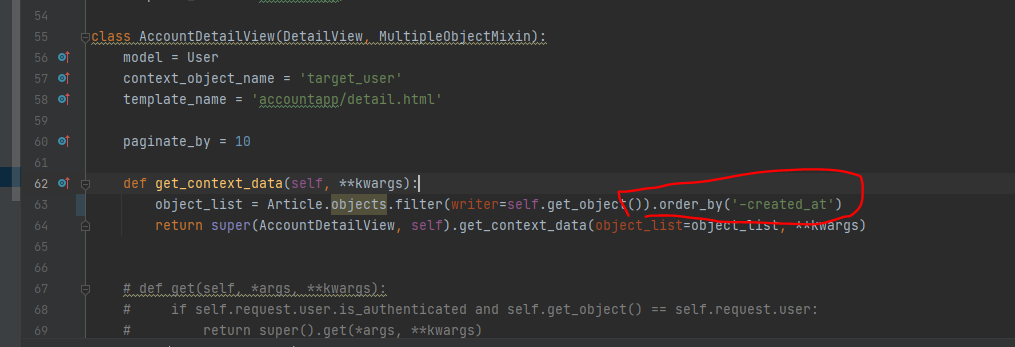 54
55 class AccountDetailView(DetailView, MultipleObjectMixin):
56     model = User
57     context_object_name = 'target_user'
58     template_name = 'accountapp/detail.html'
59
60     paginate_by = 10
61
62     def get_context_data(self, **kwargs):
63         object_list = Article.objects.filter(writer=self.get_object()).order_by('-created_at')
64         return super(AccountDetailView, self).get_context_data(object_list=object_list, **kwargs)
65
66
67     # def get(self, *args, **kwargs):
68     #     if self.request.user.is_authenticated and self.get_object() == self.request.user:
69     #         return super().get(*args, **kwargs)